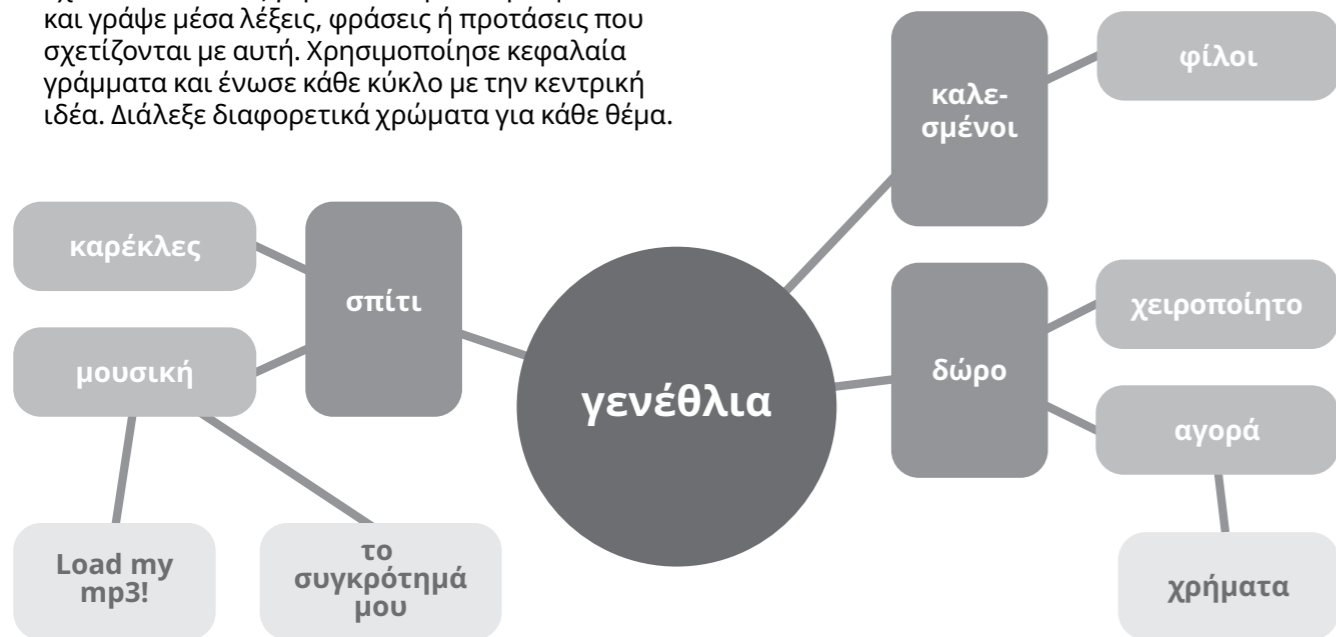 και γράψε μέσα λέξεις, φράσεις ή προτάσεις που
σχετίζονται με αυτή. Χρησιμοποίησε κεφαλαία
γράμματα και ένωσε κάθε κύκλο με την κεντρική
ιδέα. Διάλεξε διαφορετικά χρώματα για κάθε θέμα.
καλε-
σμένοι
φίλοι
καρέκλες
σπίτι
μουσική
γενέθλια
δώρο
χειροποίητο
αγορά
Load my
mp3!
το
συγκρότημά
μου
χρήματα